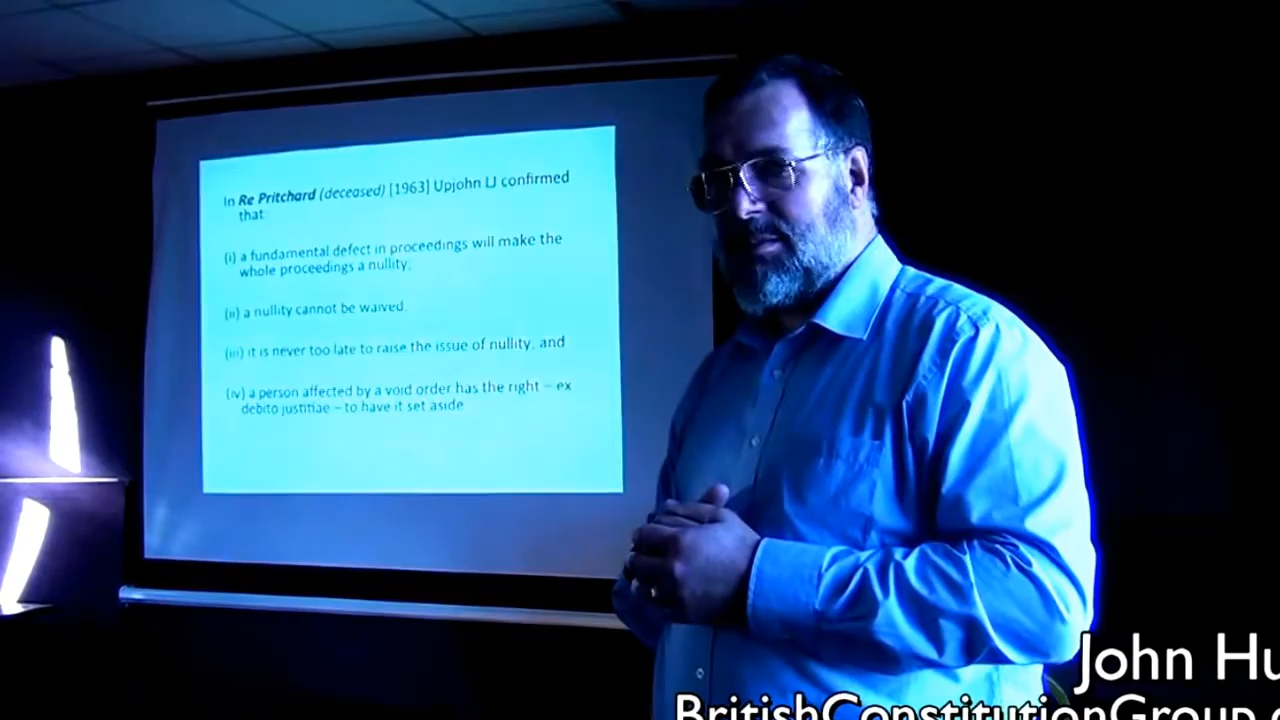 In Re Pritchard (deceased) [1963] Upjohn LJ confirmed
that:
(i) a fundamental defect in proceedings will make the
whole proceedings a nullity;
(ii) a nullity cannot be waived.
(iii) it is never too late to raise the issue of nullity; and
(iv) a person affected by a void order has the right – ex
debito justitiae – to have it set aside
John Hu
BritishConstitutionGroup.c